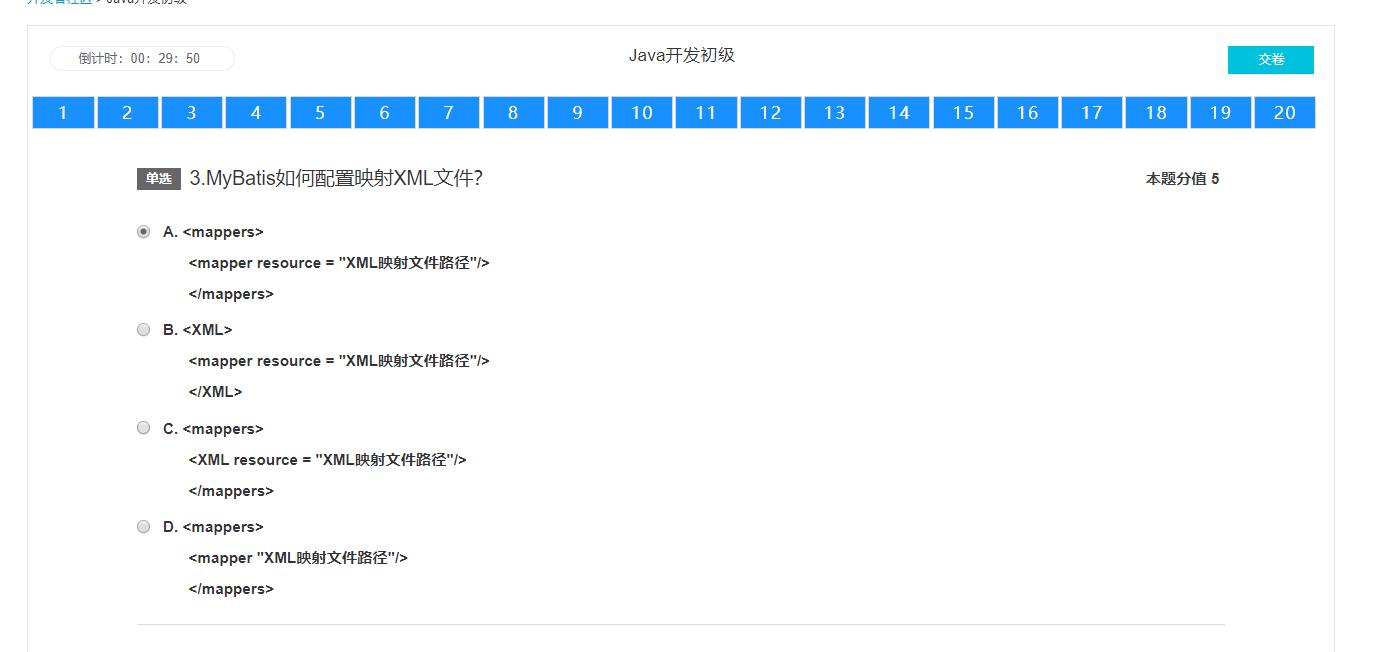 开发者社区 > Java开发初级
倒计时：00：29：50
Java开发初级
交卷
1 2 3 4 5 6 7 8 9 10 11 12 13 14 15 16 17 18 19 20
单选 3.MyBatis如何配置映射XML文件？ 本题分值 5
A. <mappers>
<mapper resource = "XML映射文件路径"/>
</mappers>
B. <XML>
<mapper resource = "XML映射文件路径"/>
</XML>
C. <mappers>
<XML resource = "XML映射文件路径"/>
</mappers>
D. <mappers>
<mapper "XML映射文件路径"/>
</mappers>